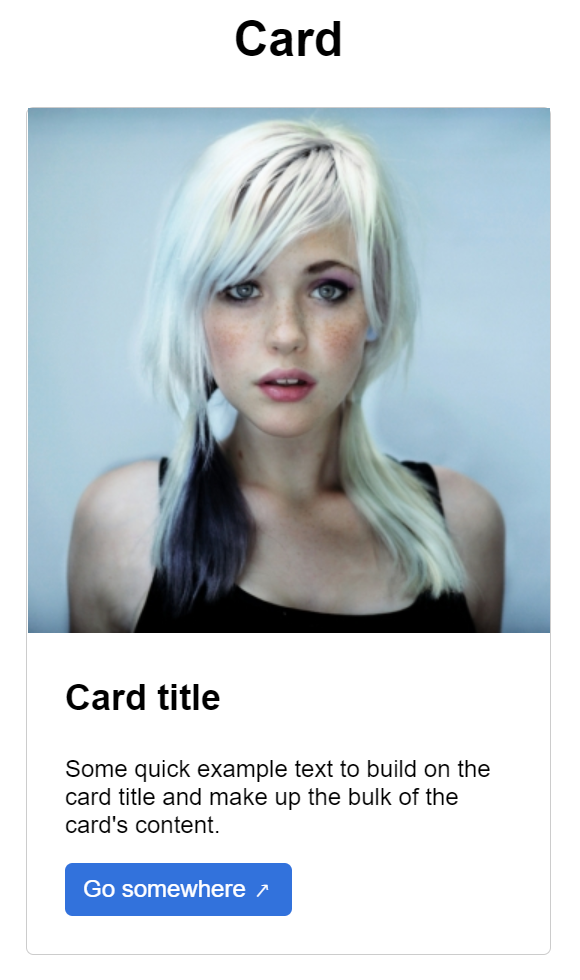 Card
Card title
Some quick example text to build on the
card title and make up the bulk of the
card's content.
Go somewhere ↗